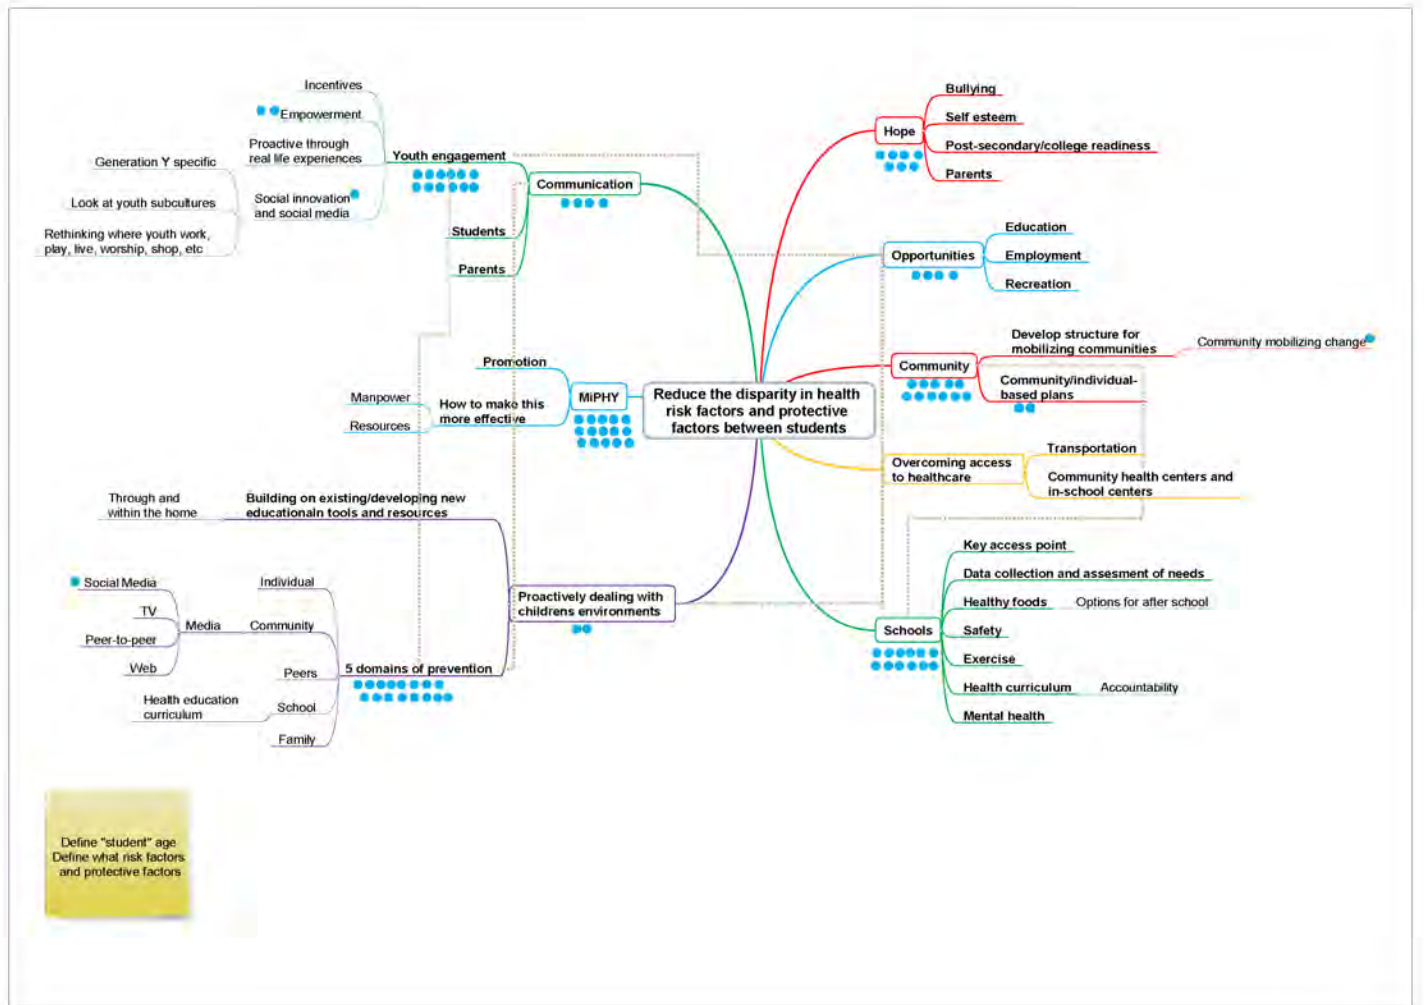 Reduce the disparity in health
risk factors and protective
factors between students
Communication
Youth engagement
Incentives
Empowerment
Proactive through
real life experiences
Social innovation
and social media
Generation Y specific
Look at youth subcultures
Rethinking where youth work,
play, live, worship, shop, etc
Students
Parents
MiPHY
Promotion
How to make this
more effective
Manpower
Resources
Proactively dealing with
childrens environments
Building on existing/developing new
educationaln tools and resources
Through and
within the home
5 domains of prevention
Individual
Community
Media
Social Media
TV
Peer-to-peer
Web
Peers
School
Health education
curriculum
Family
Hope
Bullying
Self esteem
Post-secondary/college readiness
Parents
Opportunities
Education
Employment
Recreation
Community
Develop structure for
mobilizing communities
Community mobilizing change
Community/individual-
based plans
Overcoming access
to healthcare
Transportation
Community health centers and
in-school centers
Schools
Key access point
Data collection and assesment of needs
Healthy foods
Options for after school
Safety
Exercise
Health curriculum
Accountability
Mental health
Define "student" age
Define what risk factors
and protective factors